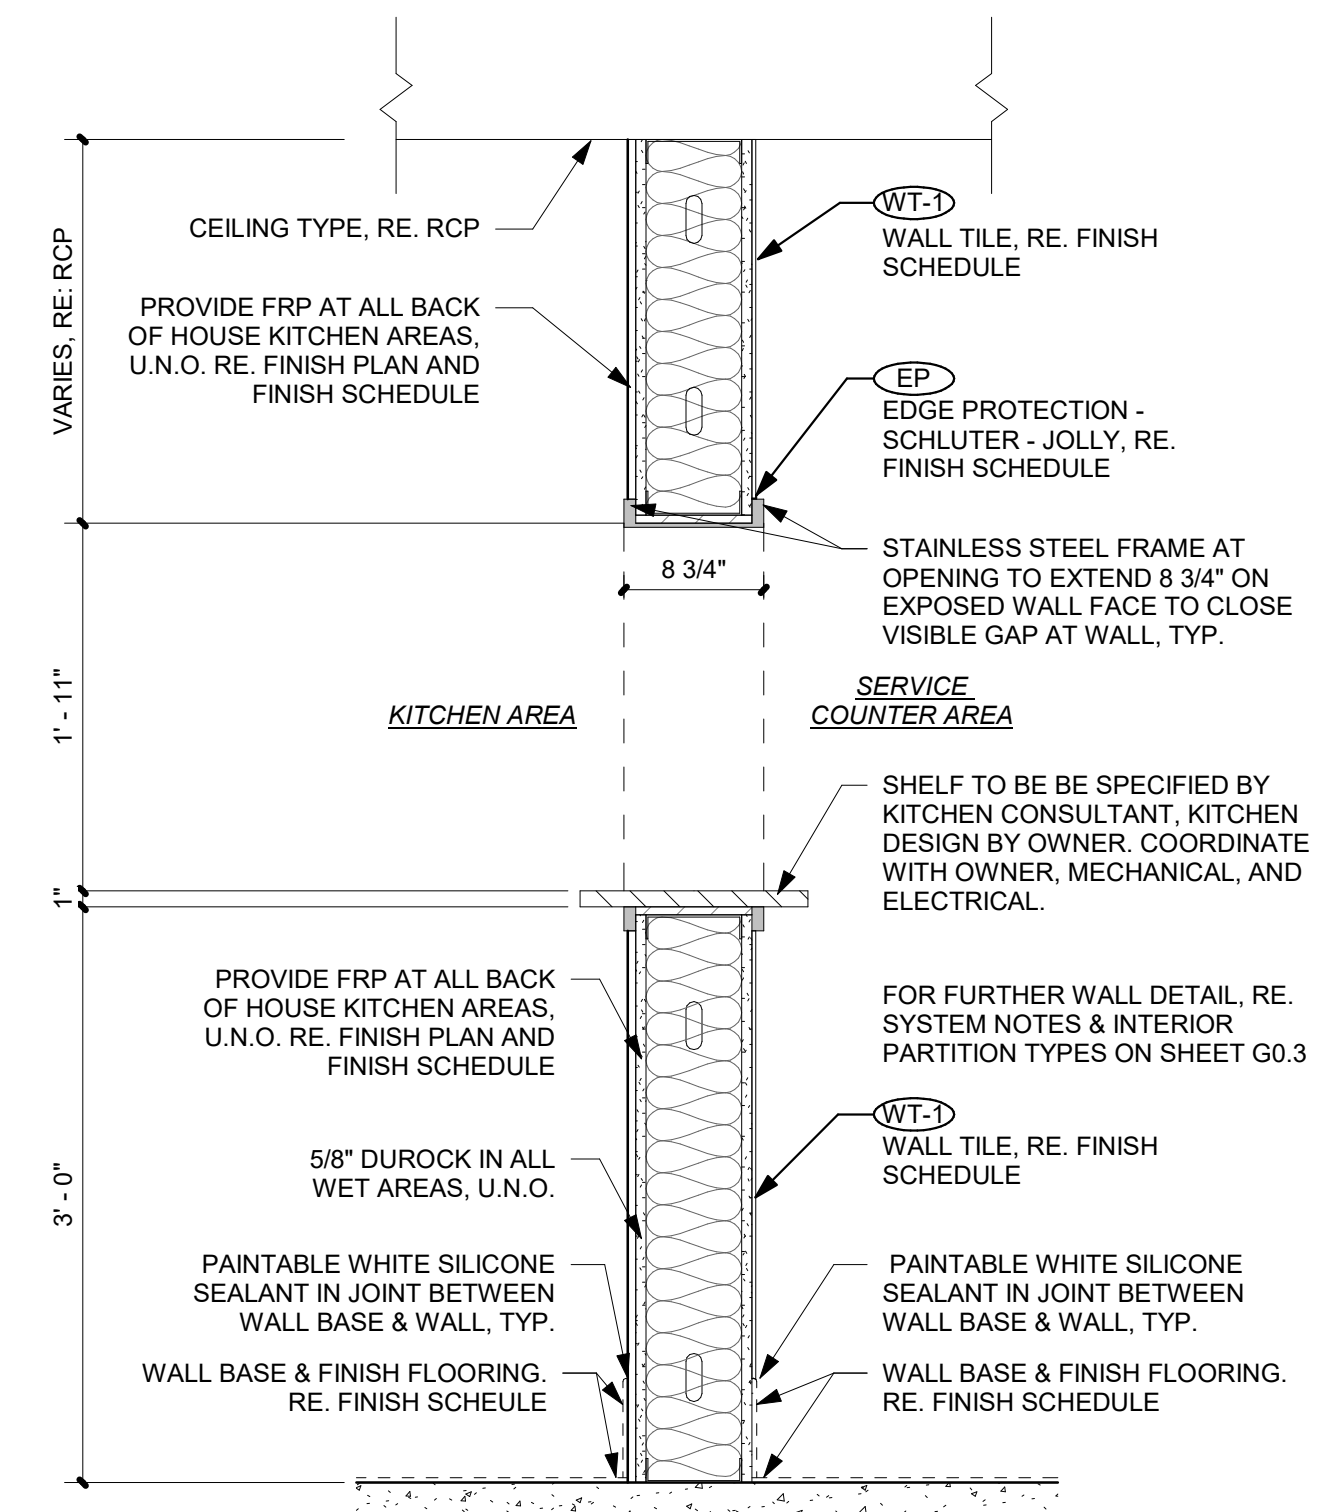 CEILING TYPE, RE. RCP
PROVIDE FRP AT ALL BACK
OF HOUSE KITCHEN AREAS,
U.N.O. RE. FINISH PLAN AND
FINISH SCHEDULE
VARIES, RE: RCP
WT-1
WALL TILE, RE. FINISH
SCHEDULE
EP
EDGE PROTECTION -
SCHLUTER - JOLLY, RE.
FINISH SCHEDULE
STAINLESS STEEL FRAME AT
OPENING TO EXTEND 8 3/4" ON
EXPOSED WALL FACE TO CLOSE
VISIBLE GAP AT WALL, TYP.
8 3/4"
1' - 11"
KITCHEN AREA
SERVICE
COUNTER AREA
SHELF TO BE BE SPECIFIED BY
KITCHEN CONSULTANT, KITCHEN
DESIGN BY OWNER. COORDINATE
WITH OWNER, MECHANICAL, AND
ELECTRICAL.
1"
PROVIDE FRP AT ALL BACK
OF HOUSE KITCHEN AREAS,
U.N.O. RE. FINISH PLAN AND
FINISH SCHEDULE
FOR FURTHER WALL DETAIL, RE.
SYSTEM NOTES & INTERIOR
PARTITION TYPES ON SHEET G0.3
WT-1
WALL TILE, RE. FINISH
SCHEDULE
5/8" DUROCK IN ALL
WET AREAS, U.N.O.
3' - 0"
PAINTABLE WHITE SILICONE
SEALANT IN JOINT BETWEEN
WALL BASE & WALL, TYP.
WALL BASE & FINISH FLOORING.
RE. FINISH SCHEULE
PAINTABLE WHITE SILICONE
SEALANT IN JOINT BETWEEN
WALL BASE & WALL, TYP.
WALL BASE & FINISH FLOORING.
RE. FINISH SCHEDULE